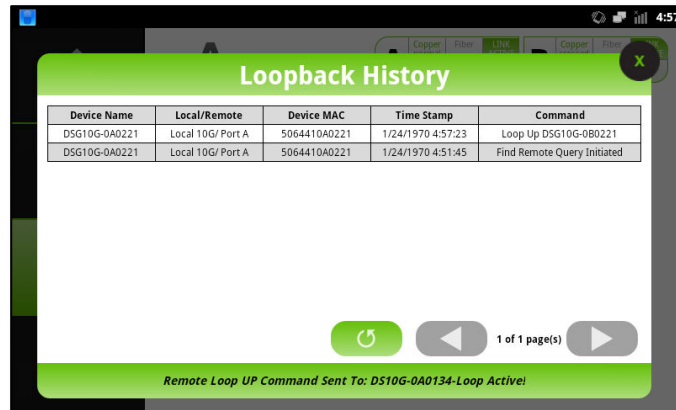 4:57
Copper Fiber LINK Copper Fiber LINK
A
Loopback History
X
Device Name Local/Remote Device MAC Time Stamp Command
DSG10G-0A0221 Local 10G/ Port A 5064410A0221 1/24/1970 4:57:23 Loop Up DSG10G-0B0221
DSG10G-0A0221 Local 10G/ Port A 5064410A0221 1/24/1970 4:51:45 Find Remote Query Initiated
1 of 1 page(s)
Remote Loop UP Command Sent To: DS10G-0A0134-Loop Active!